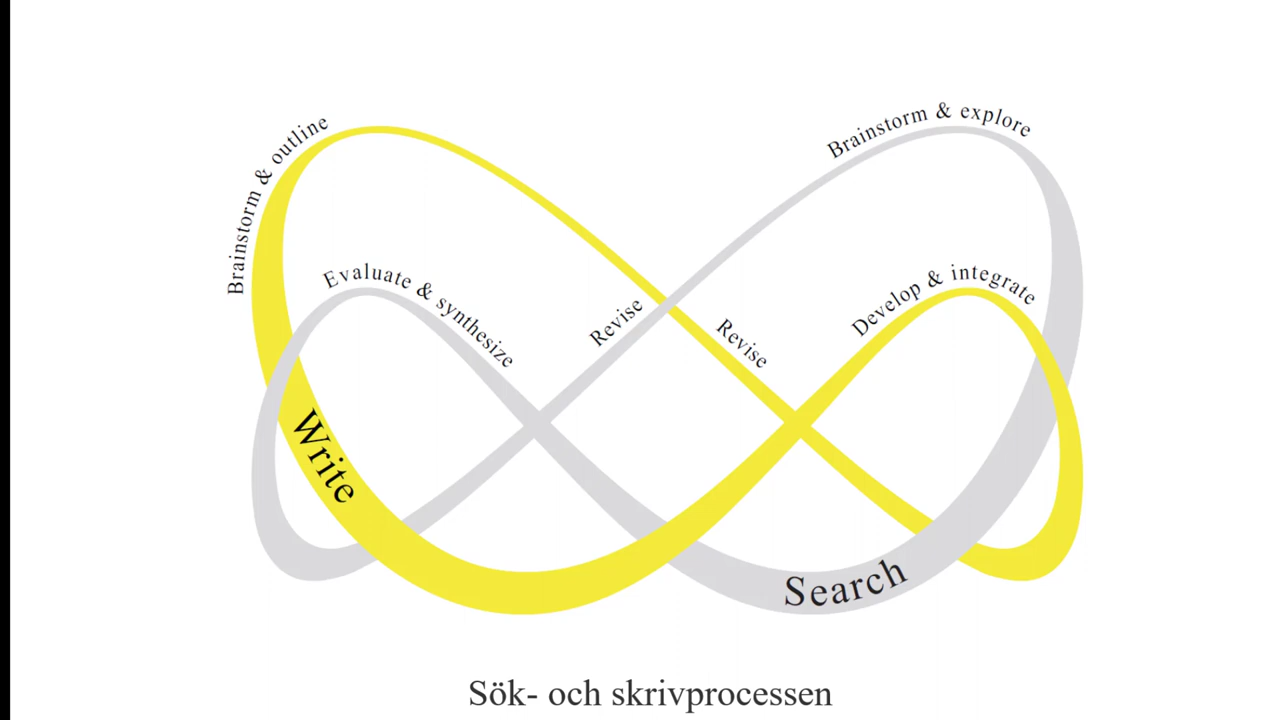 Brainstorm & outline
Brainstorm & explore
Evaluate & synthesize
Revise
Revise
Develop & integrate
Write
Search
Sök- och skrivprocessen